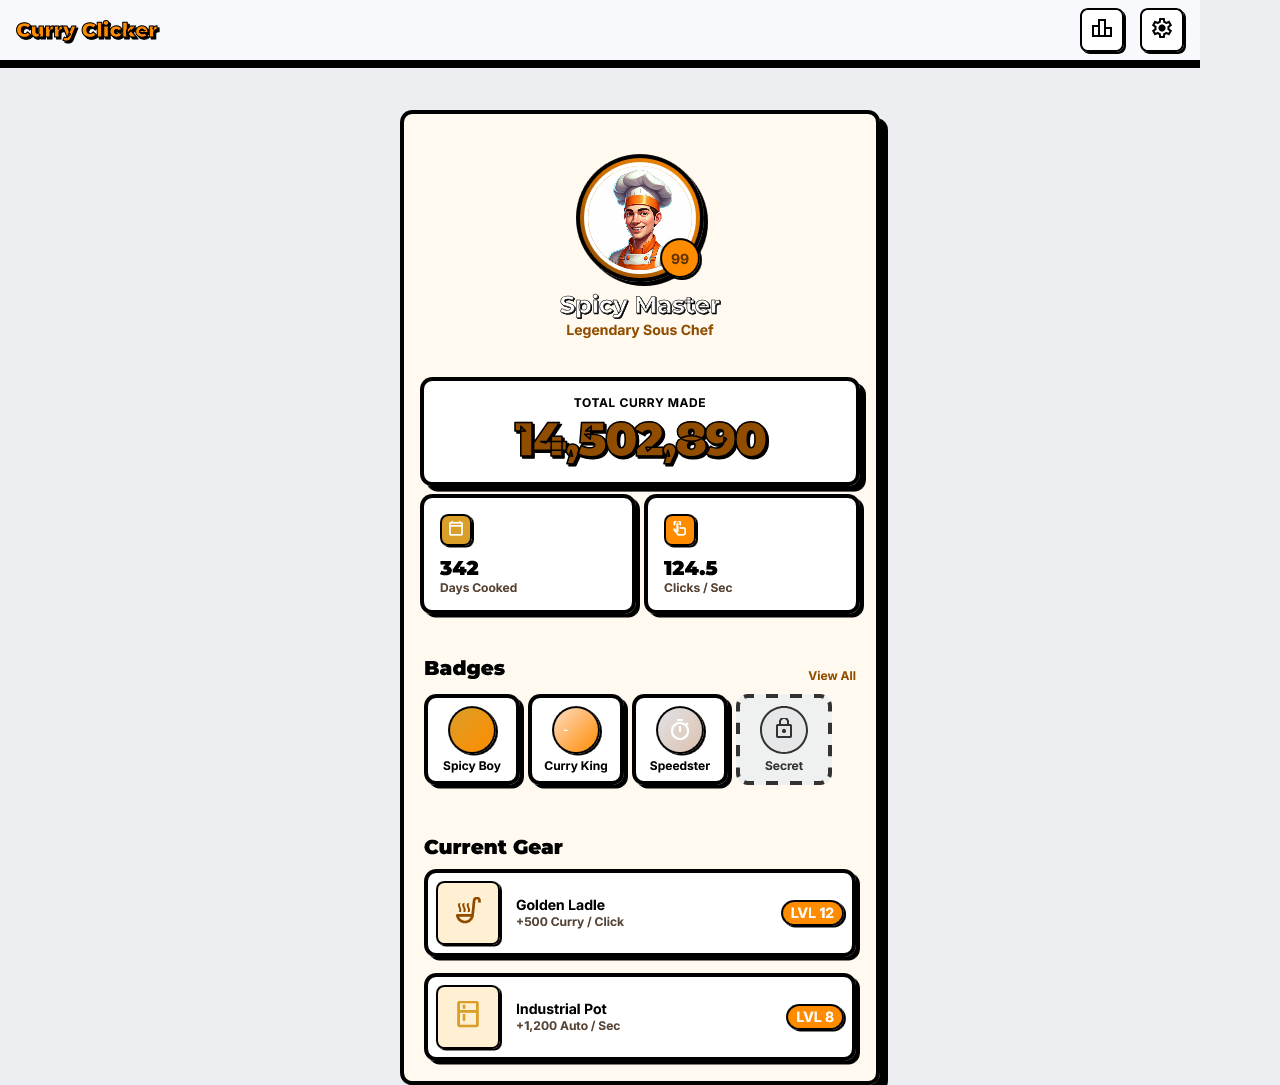 Curry Clicker
99
Spicy Master
Legendary Sous Chef
TOTAL CURRY MADE
14,502,890
342
Days Cooked
124.5
Clicks / Sec
Badges
View All
Spicy Boy
Curry King
Speedster
Secret
Current Gear
Golden Ladle
+500 Curry / Click
LVL 12
Industrial Pot
+1,200 Auto / Sec
LVL 8